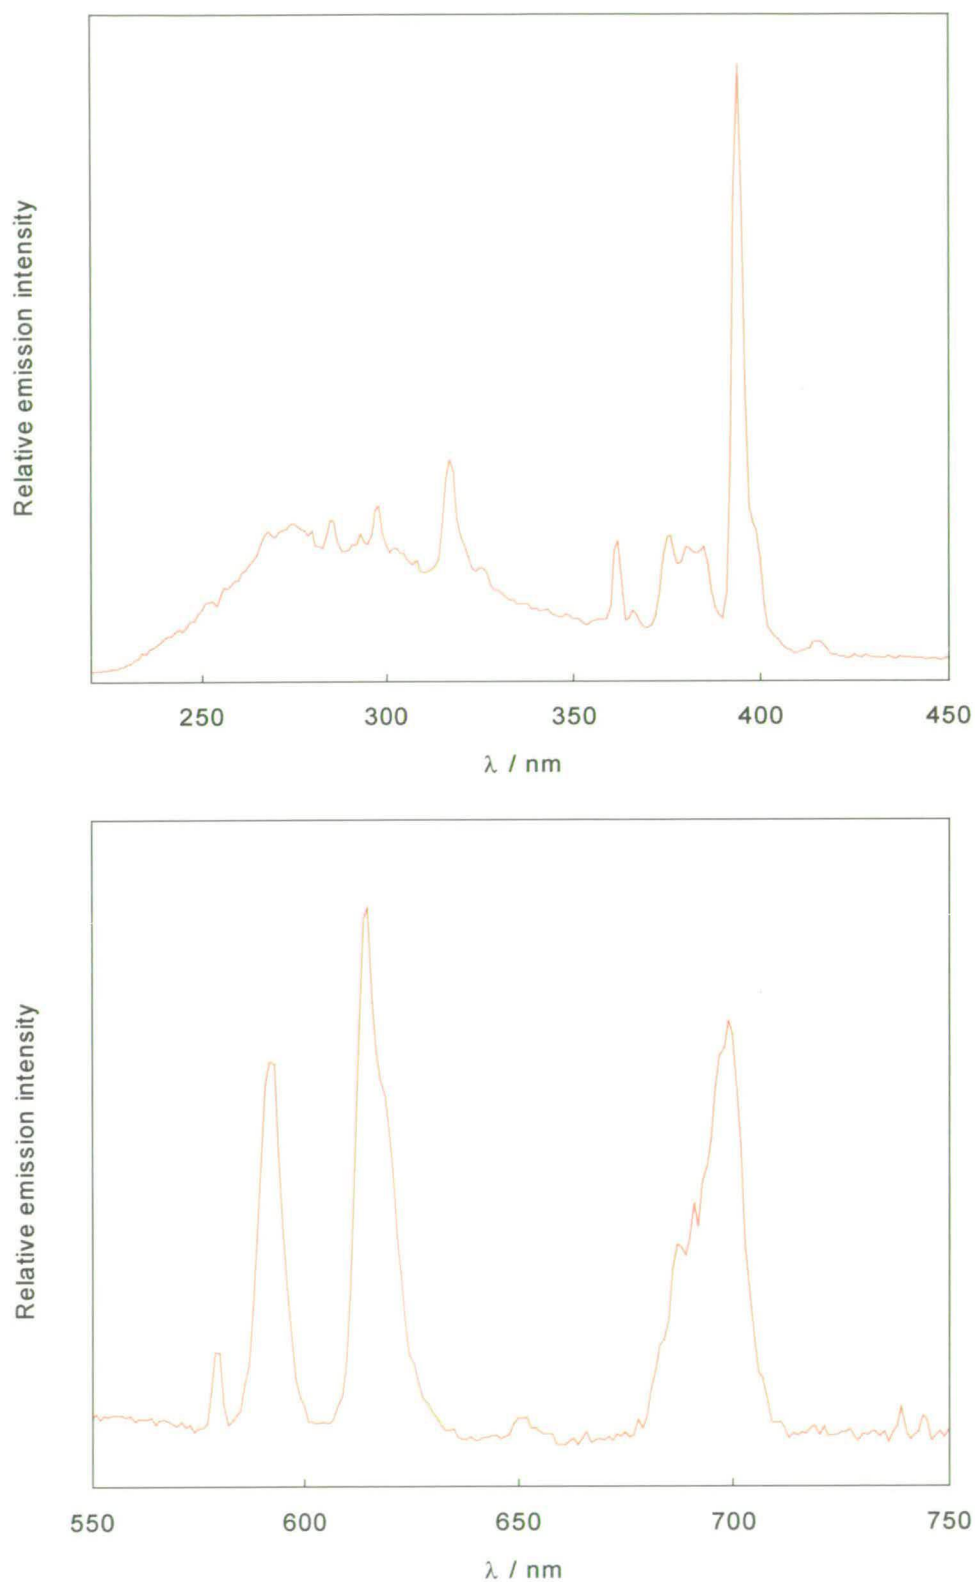 Relative emission intensity
250 300 350 400 450
λ / nm
Relative emission intensity
550 600 650 700 750
λ / nm